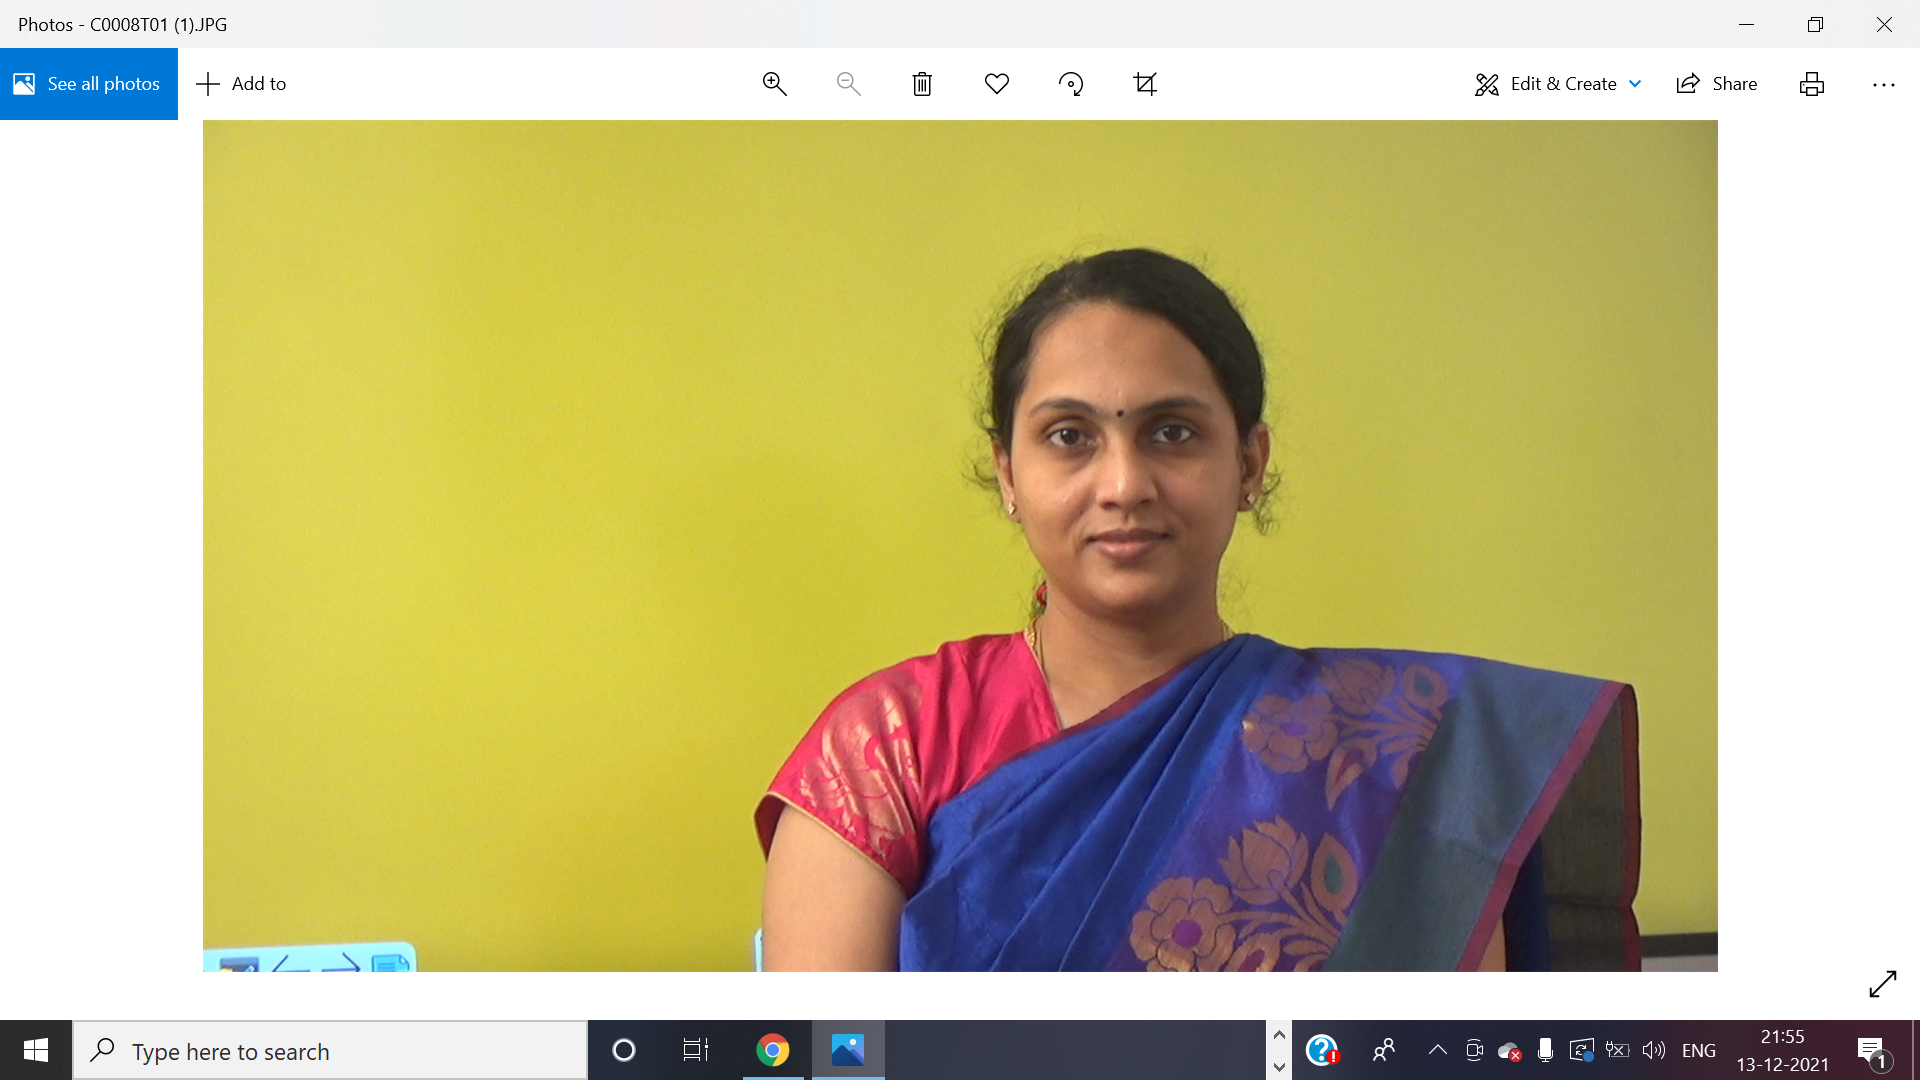 Photos - C0008T01 (1).JPG
See all photos
Add to
Edit & Create
Share
Type here to search
ENG
21:55
13-12-2021
1